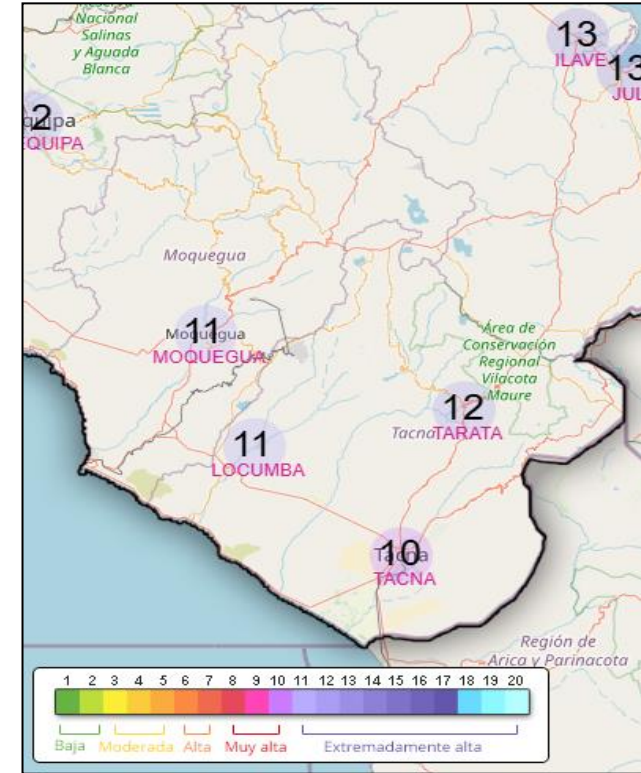 Nacional
Salinas
y Aguada
Blanca
13
ILAVE
13
JUL
2
quipa
EQUIPA
Moquegua
11
Moquegua
MOQUEGUA
Área de
Conservación
Regional
Vilacota
Maure
12
Tacna
TARATA
11
LOCUMBA
10
Tacna
TACNA
Región de
Arica y Parinacota
1 2 3 4 5 6 7 8 9 10 11 12 13 14 15 16 17 18 19 20
Baja Moderada Alta Muy alta Extremadamente alta